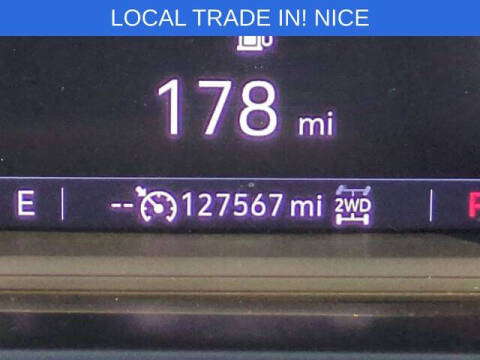 LOCAL TRADE IN! NICE
178 mi
E --127567 mi 2WD P